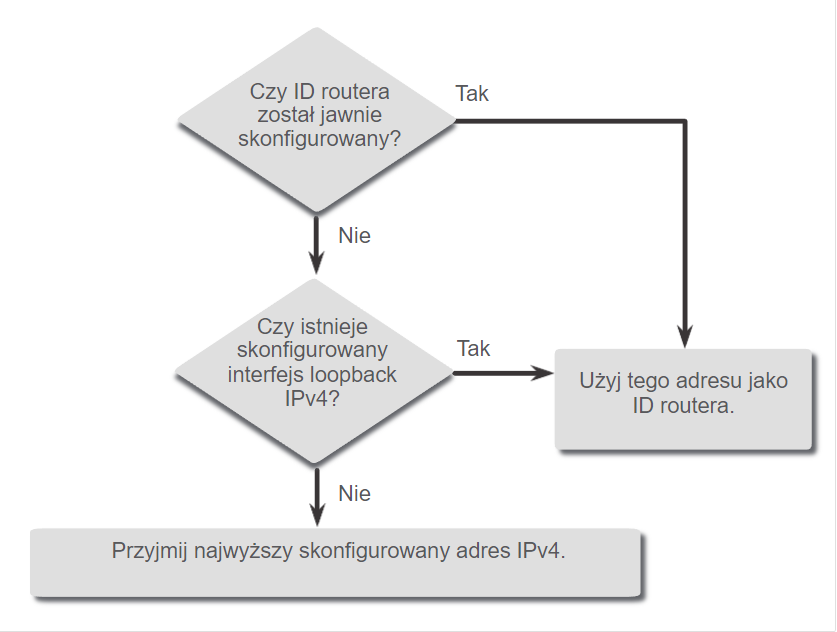 Czy ID routera
został jawnie
skonfigurowany?
Tak
Nie
Czy istnieje
skonfigurowany
interfejs loopback
IPv4?
Tak
Użyj tego adresu jako
ID routera.
Nie
Przyjmij najwyższy skonfigurowany adres IPv4.